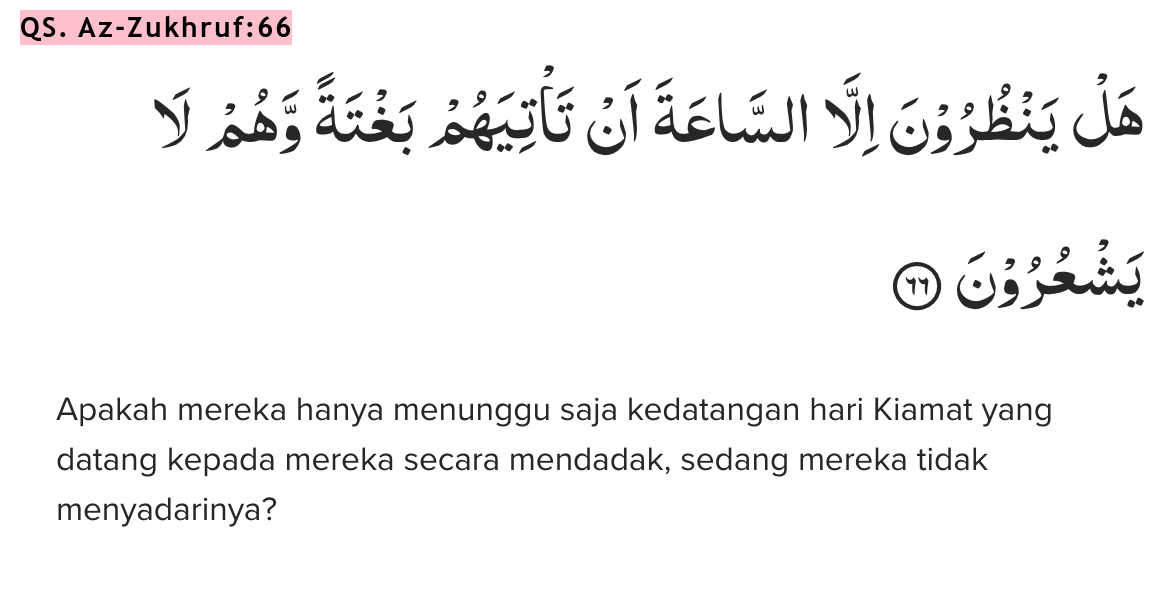 QS. Az-Zukhruf:66
هَلْ يَنْظُرُوْنَ اِلَّا السَّاعَةَ اَنْ تَأْتِيَهُمْ بَغْتَةً وَّهُمْ لَا
يَشْعُرُوْنَ ٦٦
Apakah mereka hanya menunggu saja kedatangan hari Kiamat yang
datang kepada mereka secara mendadak, sedang mereka tidak
menyadarinya?